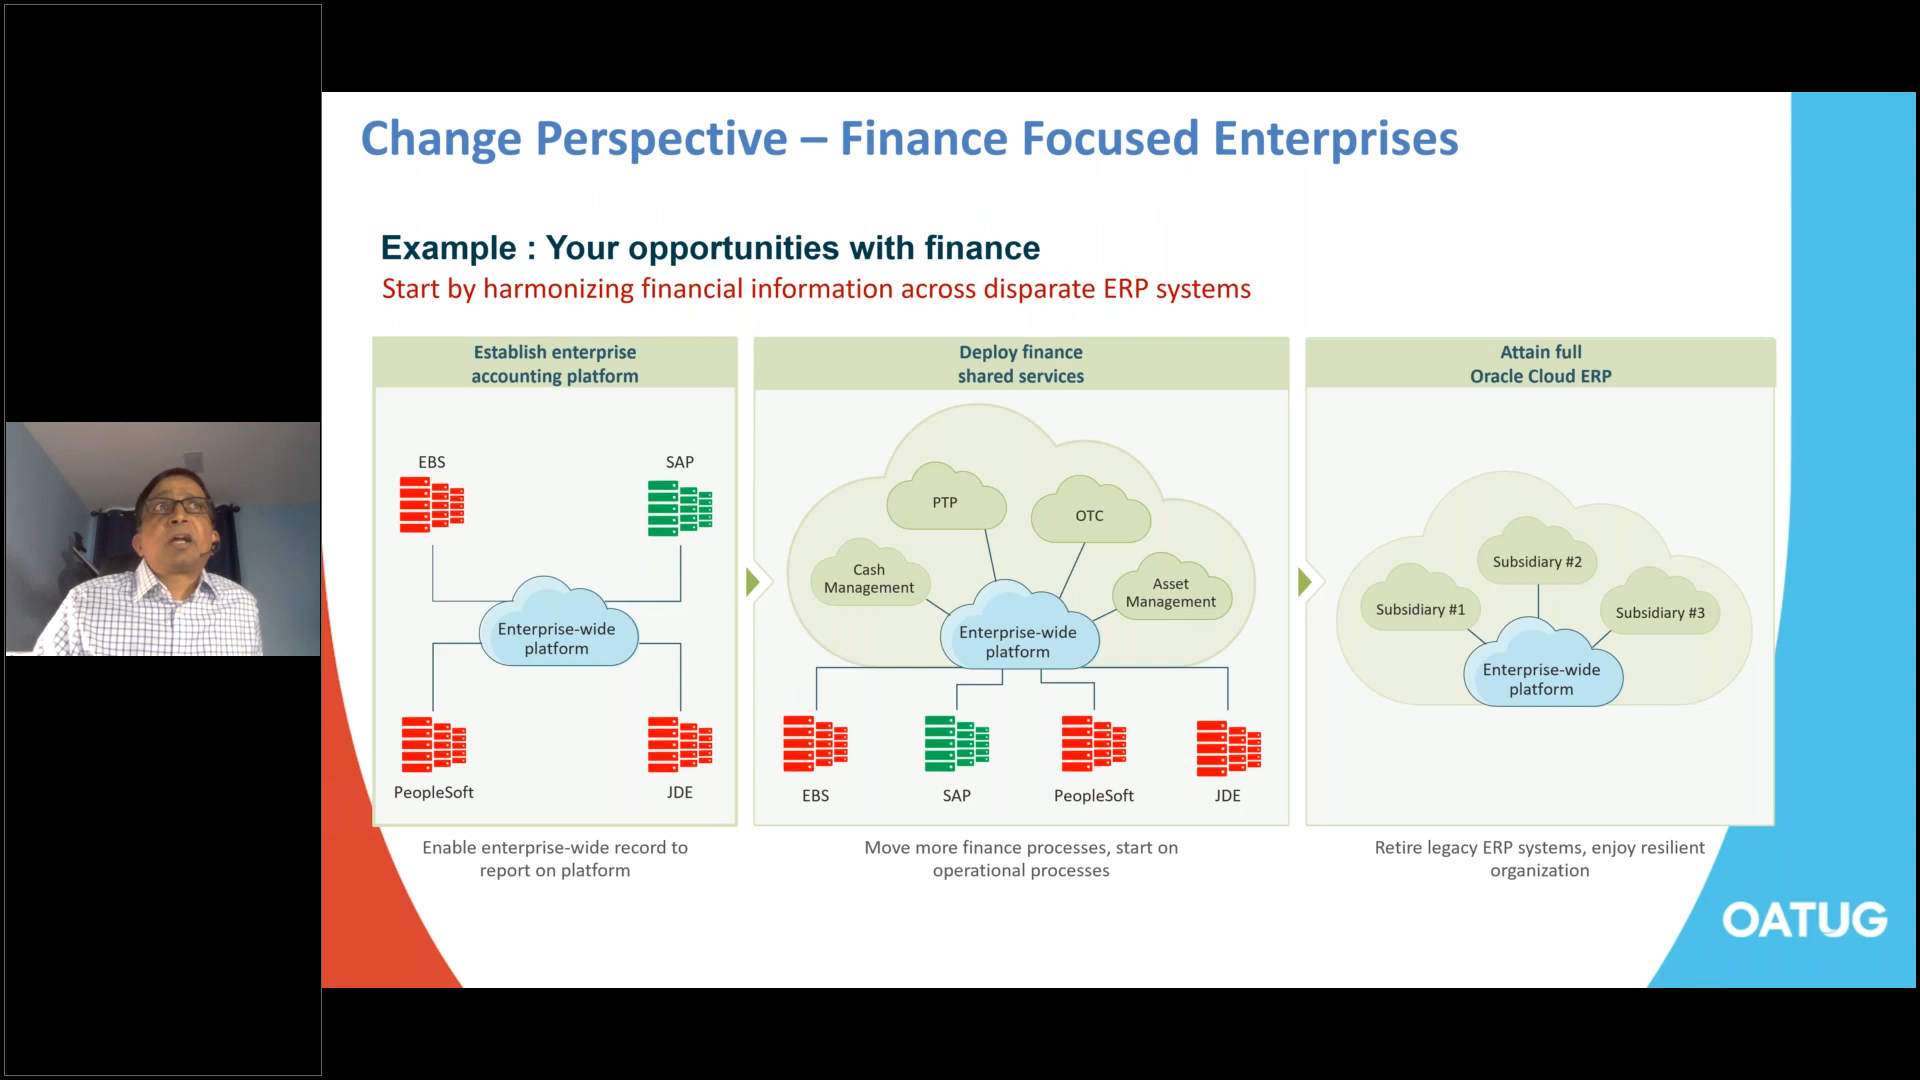 Change Perspective – Finance Focused Enterprises
Example : Your opportunities with finance
Start by harmonizing financial information across disparate ERP systems
Establish enterprise
accounting platform
EBS
SAP
Enterprise-wide
platform
PeopleSoft
JDE
Enable enterprise-wide record to
report on platform
Deploy finance
shared services
PTP
OTC
Cash
Management
Asset
Management
Enterprise-wide
platform
EBS
SAP
PeopleSoft
JDE
Move more finance processes, start on
operational processes
Attain full
Oracle Cloud ERP
Subsidiary #2
Subsidiary #1
Subsidiary #3
Enterprise-wide
platform
Retire legacy ERP systems, enjoy resilient
organization
OATUG